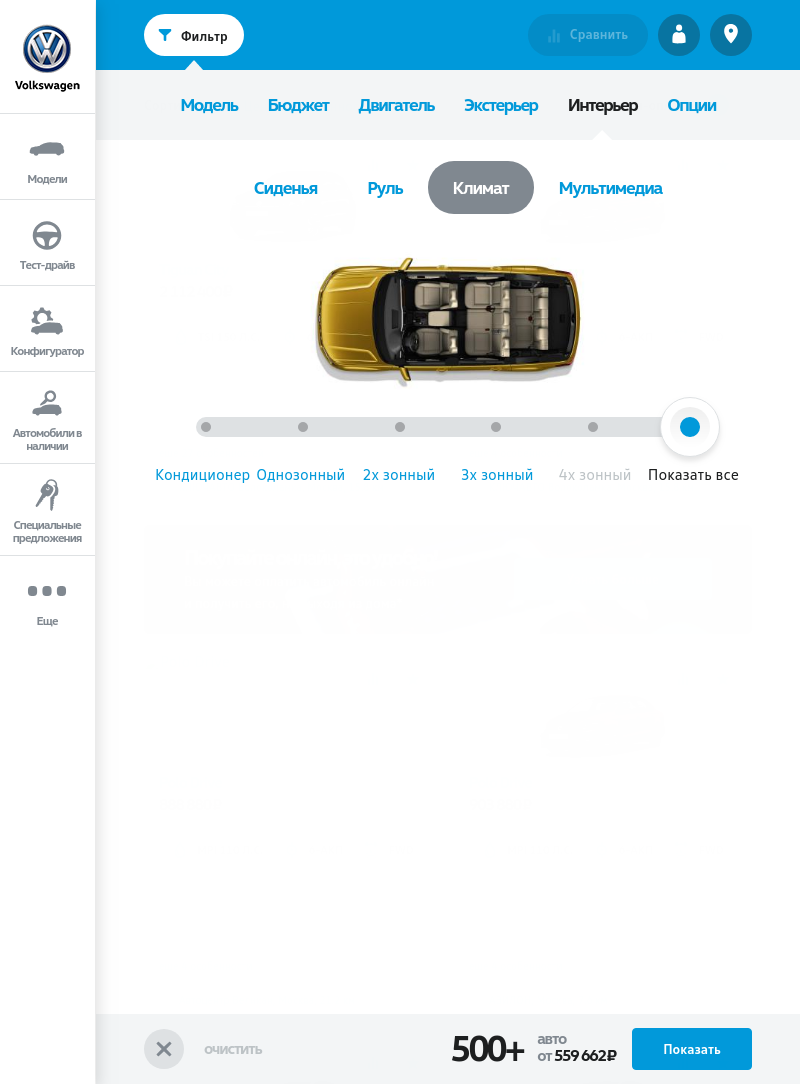 Volkswagen
Модели
Тест-драйв
Конфигуратор
Автомобили в
наличии
Специальные
предложения
Еще
Фильтр
Сравнить
Модель Бюджет Двигатель Экстерьер Интерьер Опции
Сиденья Руль Климат Мультимедиа
Кондиционер Однозонный 2х зонный 3х зонный 4х зонный Показать все
очистить
500+
авто
от 559 662 ₽
Показать